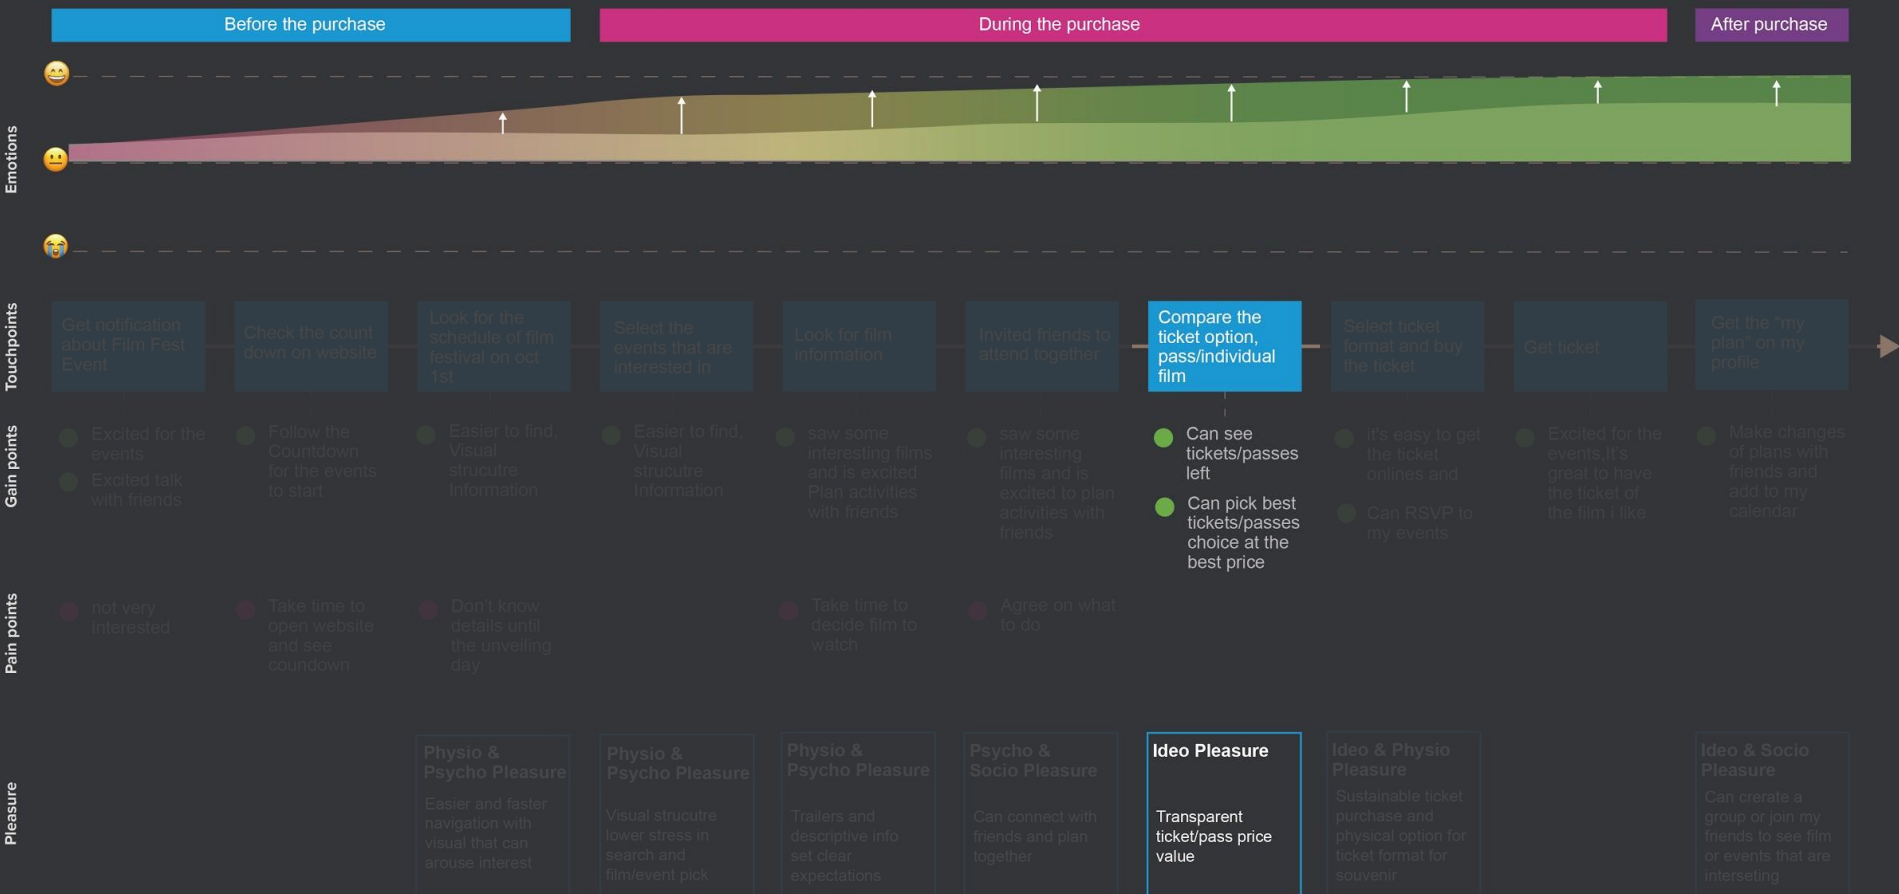 Before the purchase
During the purchase
After purchase
Emotions
Touchpoints
Get notification
about Film Fest
Event
Check the count
down on website
Look for the
schedule of film
festival on oct
1st
Select the
events that are
interested in
Look for film
information
Invited friends to
attend together
Compare the
ticket option,
pass/individual
film
Select ticket
format and buy
the ticket
Get ticket
Get the "my
plan" on my
profile
Gain points
Excited for the
events
Excited talk
with friends
Follow the
Countdown
for the events
to start
Easier to find,
Visual
strucutre
Information
Easier to find,
Visual
strucutre
Information
saw some
interesting films
and is excited
Plan activities
with friends
saw some
interesting
films and is
excited to plan
activities with
friends
Can see
tickets/passes
left
Can pick best
tickets/passes
choice at the
best price
it's easy to get
the ticket
onlines and
Can RSVP to
my events
Excited for the
events,It's
great to have
the ticket of
the film i like
Make changes
of plans with
friends and
add to my
calendar
Pain points
not very
interested
Take time to
open website
and see
coundown
Don't know
details until
the unveiling
day
Take time to
decide film to
watch
Agree on what
to do
Pleasure
Physio &
Psycho Pleasure
Easier and faster
navigation with
visual that can
arouse interest
Physio &
Psycho Pleasure
Visual strucutre
lower stress in
search and
film/event pick
Physio &
Psycho Pleasure
Trailers and
descriptive info
set clear
expectations
Psycho &
Socio Pleasure
Can connect with
friends and plan
together
Ideo Pleasure
Transparent
ticket/pass price
value
Ideo & Physio
Pleasure
Sustainable ticket
purchase and
physical option for
ticket format for
souvenir
Ideo & Socio
Pleasure
Can crerate a
group or join my
friends to see film
or events that are
interseting